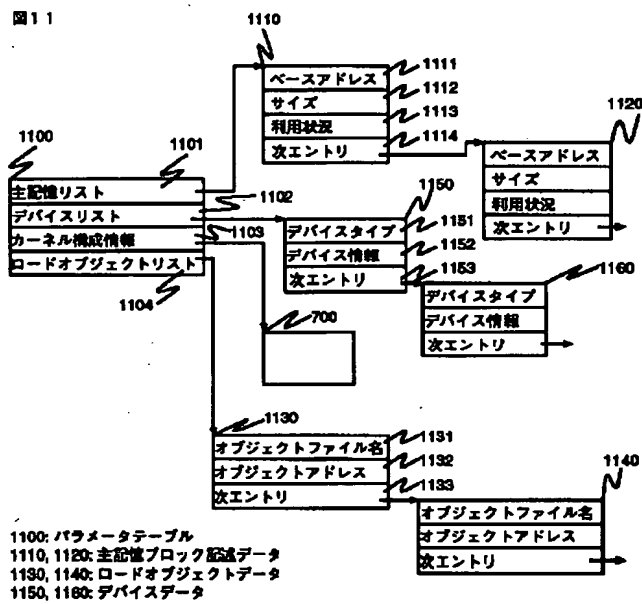 図11
1110
ベースアドレス
1111
サイズ
1112
利用状況
1113
次エントリ
1114
1120
ベースアドレス
サイズ
利用状況
次エントリ
1100
1101
主記憶リスト
1102
デバイスリスト
1103
カーネル構成情報
ロードオブジェクトリスト
1104
1150
デバイスタイプ
1151
デバイス情報
1152
次エントリ
1153
1160
デバイスタイプ
デバイス情報
次エントリ
700
1130
オブジェクトファイル名
1131
オブジェクトアドレス
1132
次エントリ
1133
1140
オブジェクトファイル名
オブジェクトアドレス
次エントリ
1100: パラメータテーブル
1110, 1120: 主記憶ブロック記述データ
1130, 1140: ロードオブジェクトデータ
1150, 1160: デバイスデータ